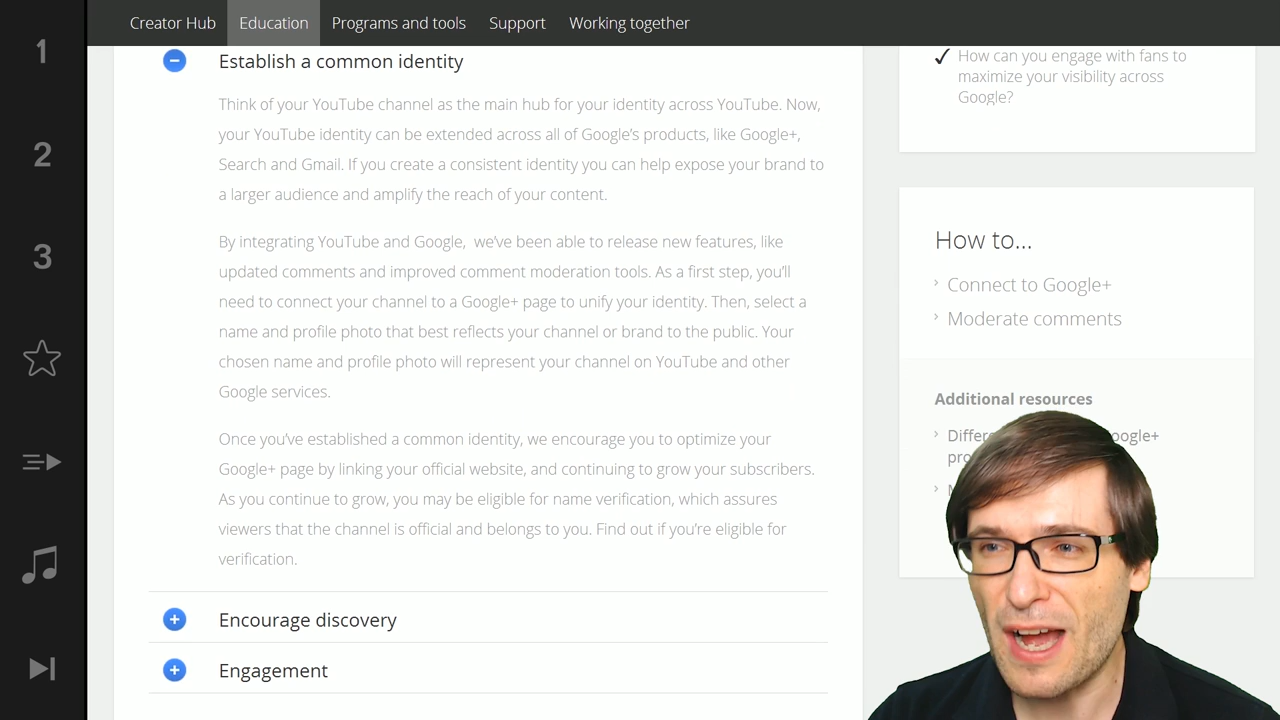 1
2
3
Creator Hub Education Programs and tools Support Working together
Establish a common identity
Think of your YouTube channel as the main hub for your identity across YouTube. Now,
your YouTube identity can be extended across all of Google's products, like Google+,
Search and Gmail. If you create a consistent identity you can help expose your brand to
a larger audience and amplify the reach of your content.
By integrating YouTube and Google, we've been able to release new features, like
updated comments and improved comment moderation tools. As a first step, you'll
need to connect your channel to a Google+ page to unify your identity. Then, select a
name and profile photo that best reflects your channel or brand to the public. Your
chosen name and profile photo will represent your channel on YouTube and other
Google services.
Once you've established a common identity, we encourage you to optimize your
Google+ page by linking your official website, and continuing to grow your subscribers.
As you continue to grow, you may be eligible for name verification, which assures
viewers that the channel is official and belongs to you. Find out if you're eligible for
verification.
Encourage discovery
Engagement
How can you engage with fans to
maximize your visibility across
Google?
How to...
Connect to Google+
Moderate comments
Additional resources